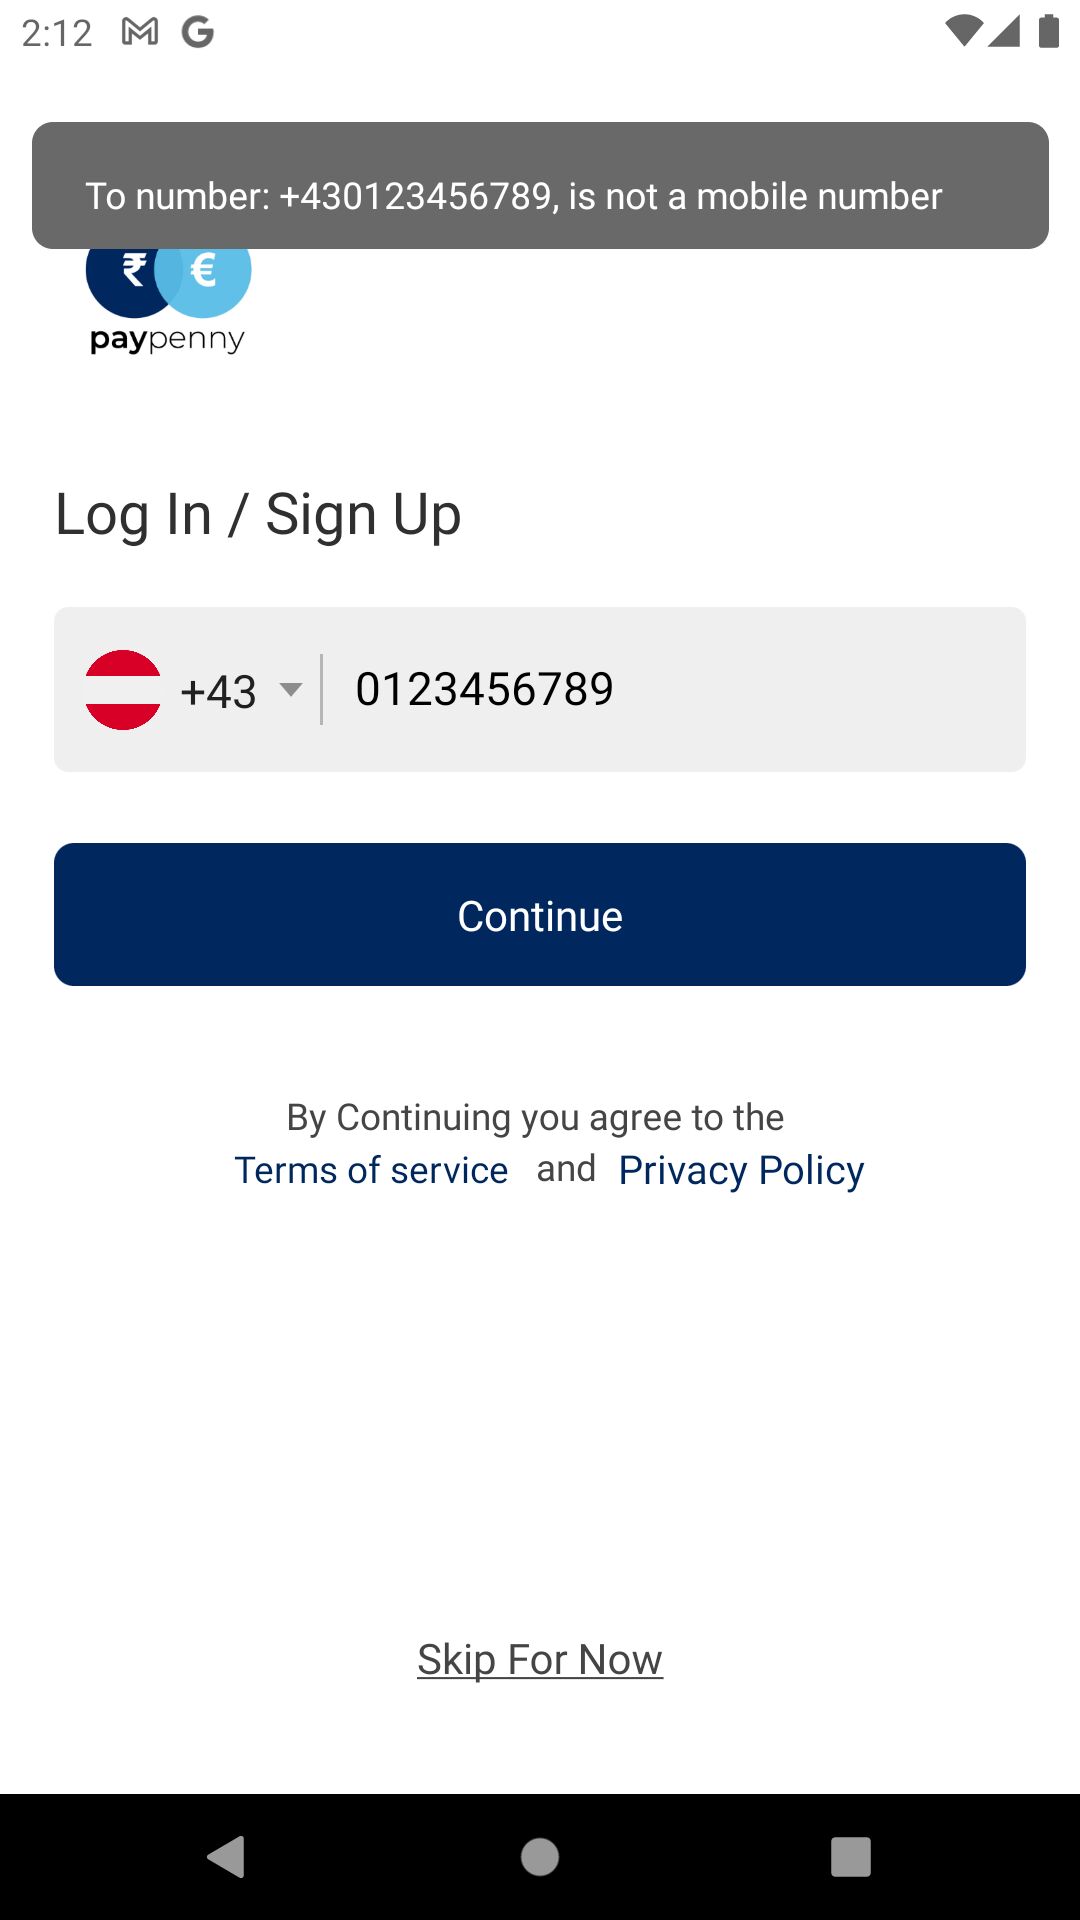 2:12
To number: +430123456789, is not a mobile number
₹ €
paypenny
Log In / Sign Up
+43 0123456789
Continue
By Continuing you agree to the
Terms of service and Privacy Policy
Skip For Now